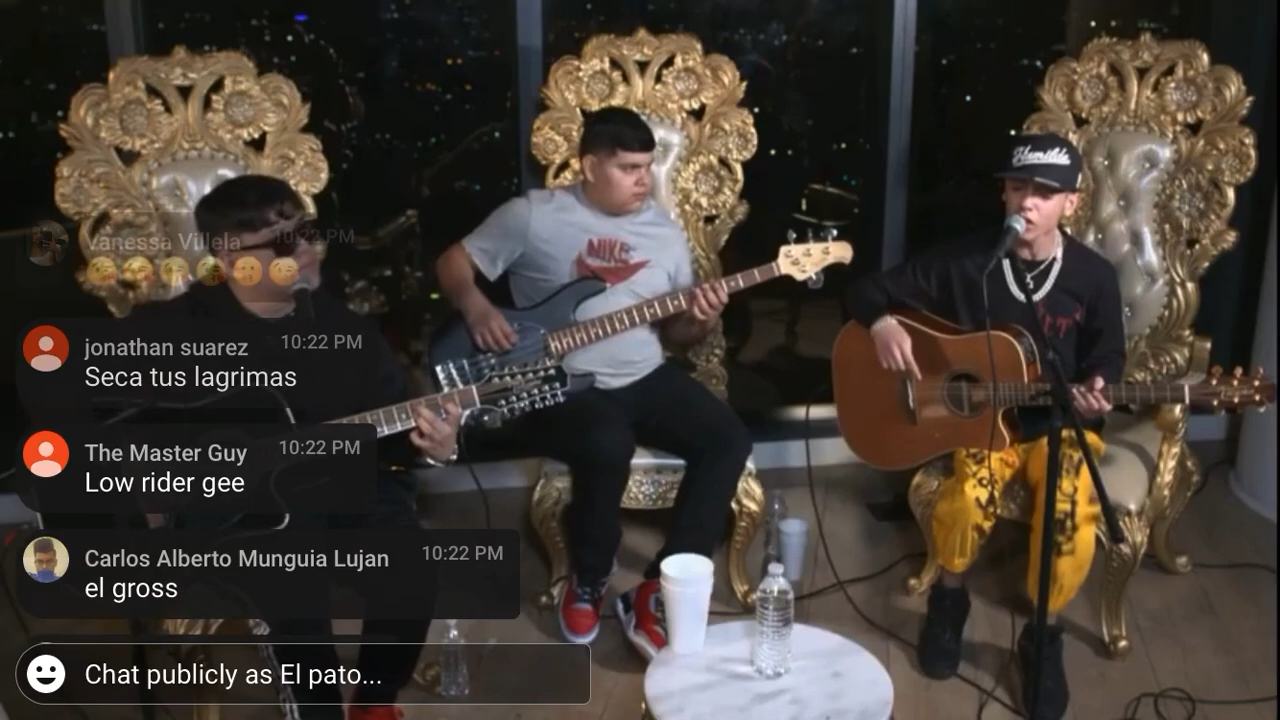 Humilde
NIKE
Vanessa Villela 10:22 PM
jonathan suarez 10:22 PM
Seca tus lagrimas
The Master Guy 10:22 PM
Low rider gee
Carlos Alberto Munguia Lujan 10:22 PM
el gross
Chat publicly as El pato...